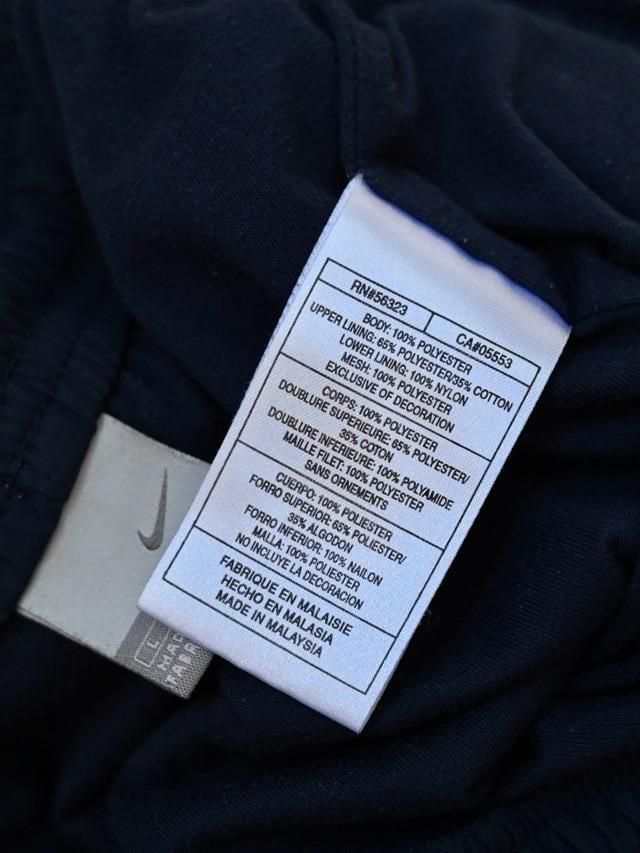 RN#56323
CA#05553
BODY: 100% POLYESTER
UPPER LINING: 65% POLYESTER/35% COTTON
LOWER LINING: 100% NYLON
MESH: 100% POLYESTER
EXCLUSIVE OF DECORATION
CORPS: 100% POLYESTER
DOUBLURE SUPERIEURE: 65% POLYESTER/
35% COTON
DOUBLURE INFERIEURE: 100% POLYAMIDE
MAILLE FILET: 100% POLYESTER
SANS ORNEMENTS
CUERPO: 100% POLIESTER
FORRO SUPERIOR: 65% POLIESTER/
35% ALGODON
FORRO INFERIOR: 100% NAILON
MALLA: 100% POLIESTER
NO INCLUYE LA DECORACION
FABRIQUE EN MALAISIE
HECHO EN MALASIA
MADE IN MALAYSIA
L